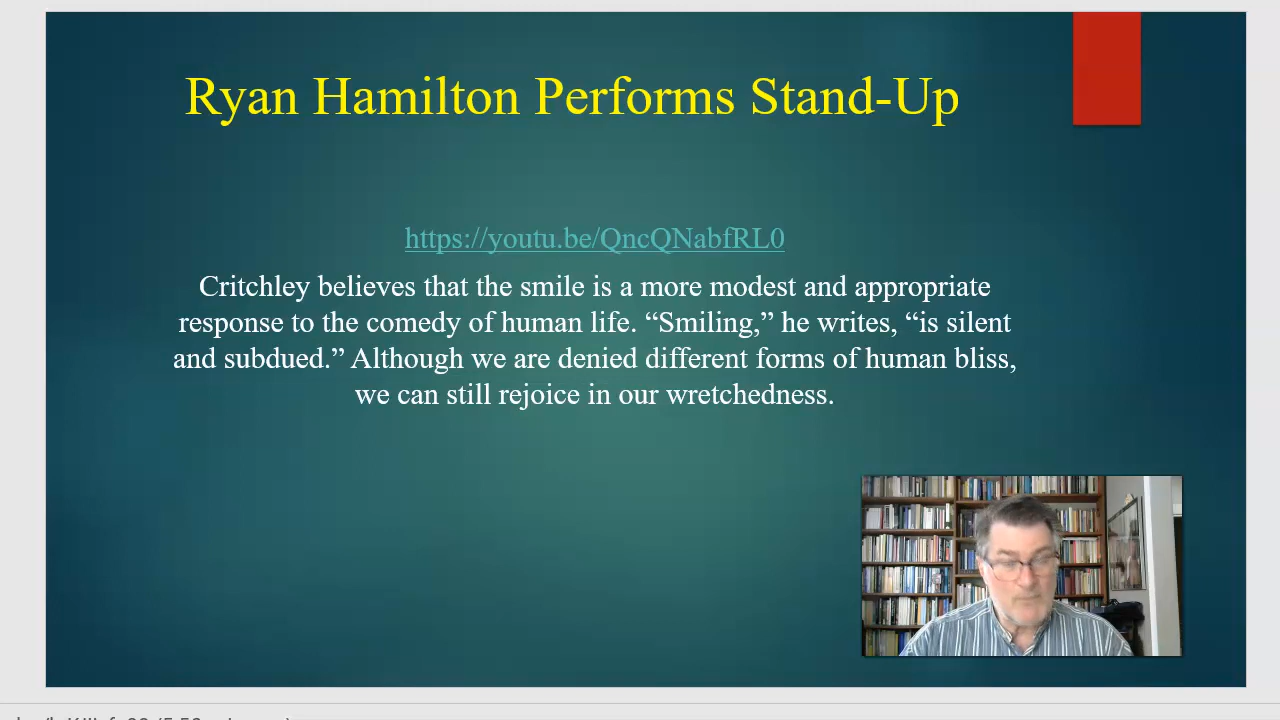 Ryan Hamilton Performs Stand-Up
https://youtu.be/QncQNabfRL0
Critchley believes that the smile is a more modest and appropriate
response to the comedy of human life. “Smiling,” he writes, “is silent
and subdued.” Although we are denied different forms of human bliss,
we can still rejoice in our wretchedness.